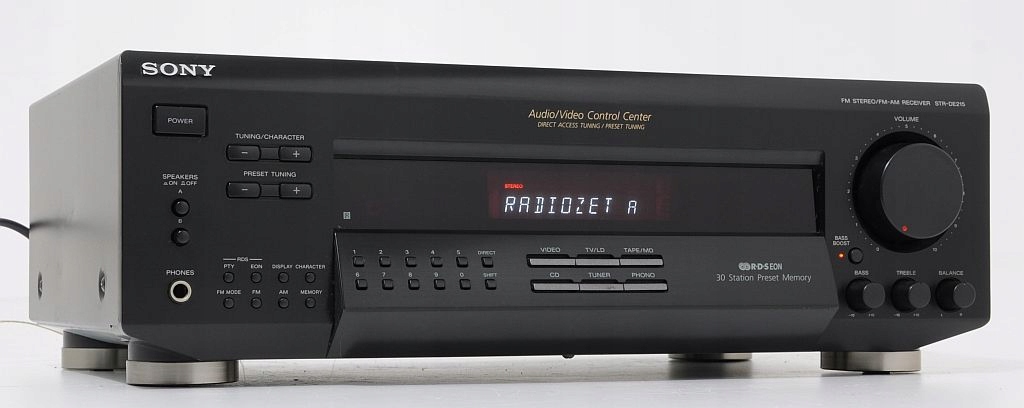 SONY
FM STEREO/FM-AM RECEIVER STR-DE215
POWER
Audio/Video Control Center
DIRECT ACCESS TUNING / PRESET TUNING
VOLUME
TUNING/CHARACTER
− +
PRESET TUNING
− +
SPEAKERS
ON OFF
A
B
STEREO
RADIOZET A
R
BASS
BOOST
5
0 10
PHONES
RDS
PTY EON DISPLAY CHARACTER
FM MODE FM AM MEMORY
1 2 3 4 5 DIRECT
6 7 8 9 0 SHIFT
VIDEO TV/LD TAPE/MD
CD TUNER PHONO
R·D·S EON
30 Station Preset Memory
BASS TREBLE BALANCE